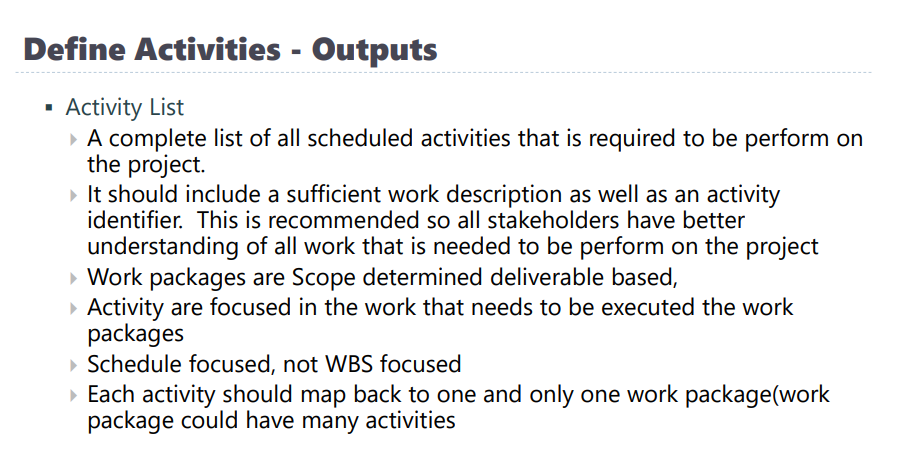 Define Activities - Outputs
▪ Activity List
A complete list of all scheduled activities that is required to be perform on
the project.
It should include a sufficient work description as well as an activity
identifier.  This is recommended so all stakeholders have better
understanding of all work that is needed to be perform on the project
Work packages are Scope determined deliverable based,
Activity are focused in the work that needs to be executed the work
packages
Schedule focused, not WBS focused
Each activity should map back to one and only one work package(work
package could have many activities